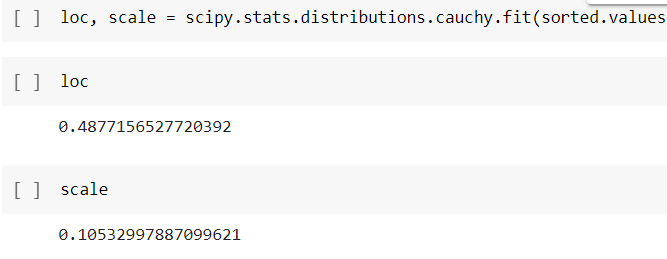 [ ] loc, scale = scipy.stats.distributions.cauchy.fit(sorted.values
[ ] loc
0.4877156527720392
[ ] scale
0.10532997887099621